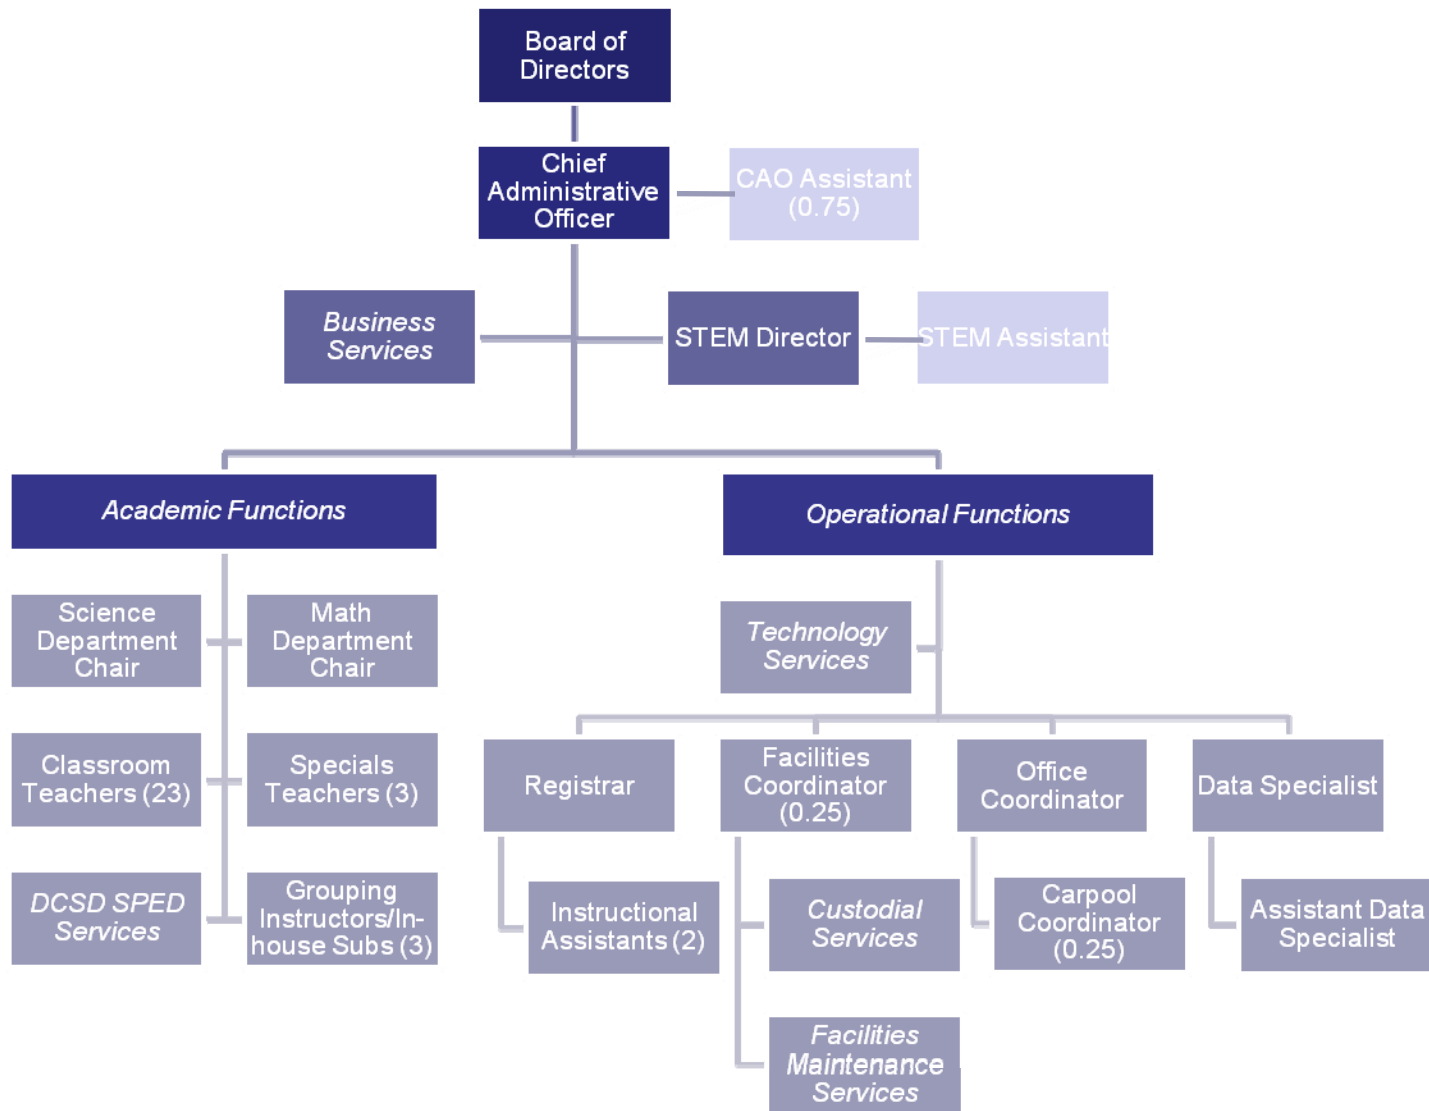 Board of
Directors
Chief
Administrative
Officer
CAO Assistant
(0.75)
Business
Services
STEM Director
STEM Assistant
Academic Functions
Operational Functions
Science
Department
Chair
Math
Department
Chair
Technology
Services
Classroom
Teachers (23)
Specials
Teachers (3)
Registrar
Facilities
Coordinator
(0.25)
Office
Coordinator
Data Specialist
DCSD SPED
Services
Grouping
Instructors/In-
house Subs (3)
Instructional
Assistants (2)
Custodial
Services
Carpool
Coordinator
(0.25)
Assistant Data
Specialist
Facilities
Maintenance
Services